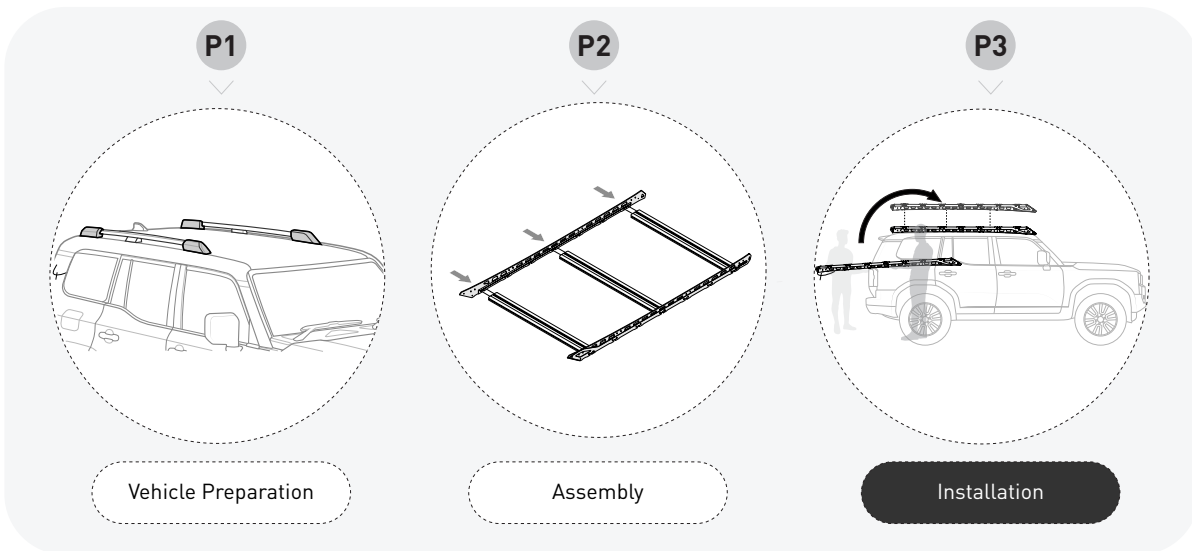 P1
P2
P3
Vehicle Preparation
Assembly
Installation